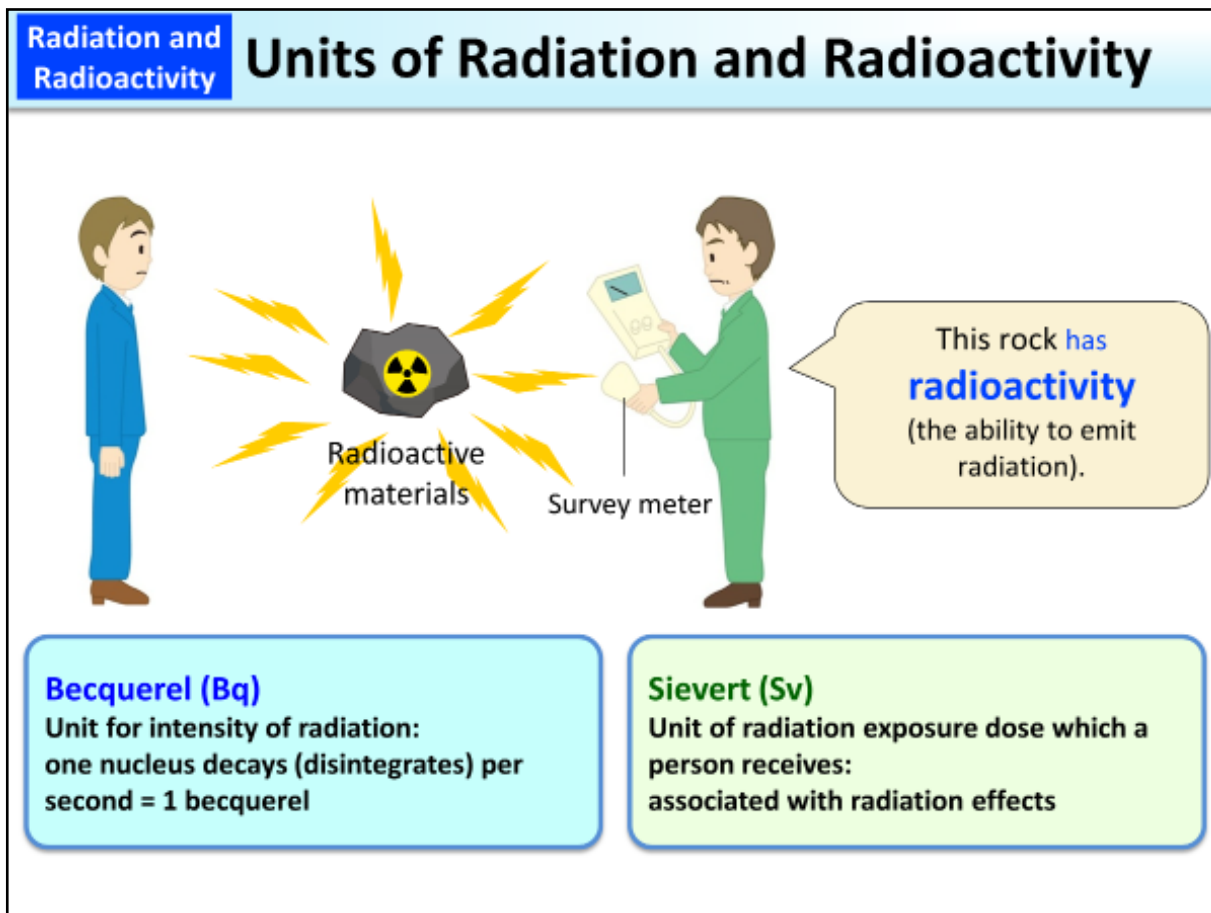 Radiation and
Radioactivity
Units of Radiation and Radioactivity
This rock has
radioactivity
(the ability to emit
radiation).
Radioactive
materials
Survey meter
Becquerel (Bq)
Unit for intensity of radiation:
one nucleus decays (disintegrates) per
second = 1 becquerel
Sievert (Sv)
Unit of radiation exposure dose which a
person receives:
associated with radiation effects